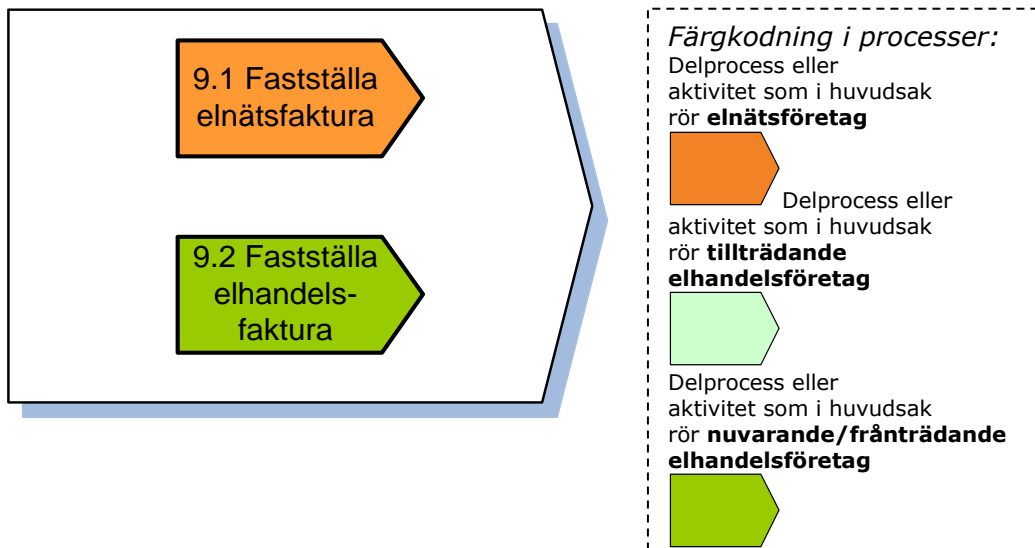 9.1 Fastställa
elnätsfaktura
9.2 Fastställa
elhandels-
faktura
Färgkodning i processer:
Delprocess eller
aktivitet som i huvudsak
rör elnätsföretag
Delprocess eller
aktivitet som i huvudsak
rör tillträdande
elhandelsföretag
Delprocess eller
aktivitet som i huvudsak
rör nuvarande/frånträdande
elhandelsföretag